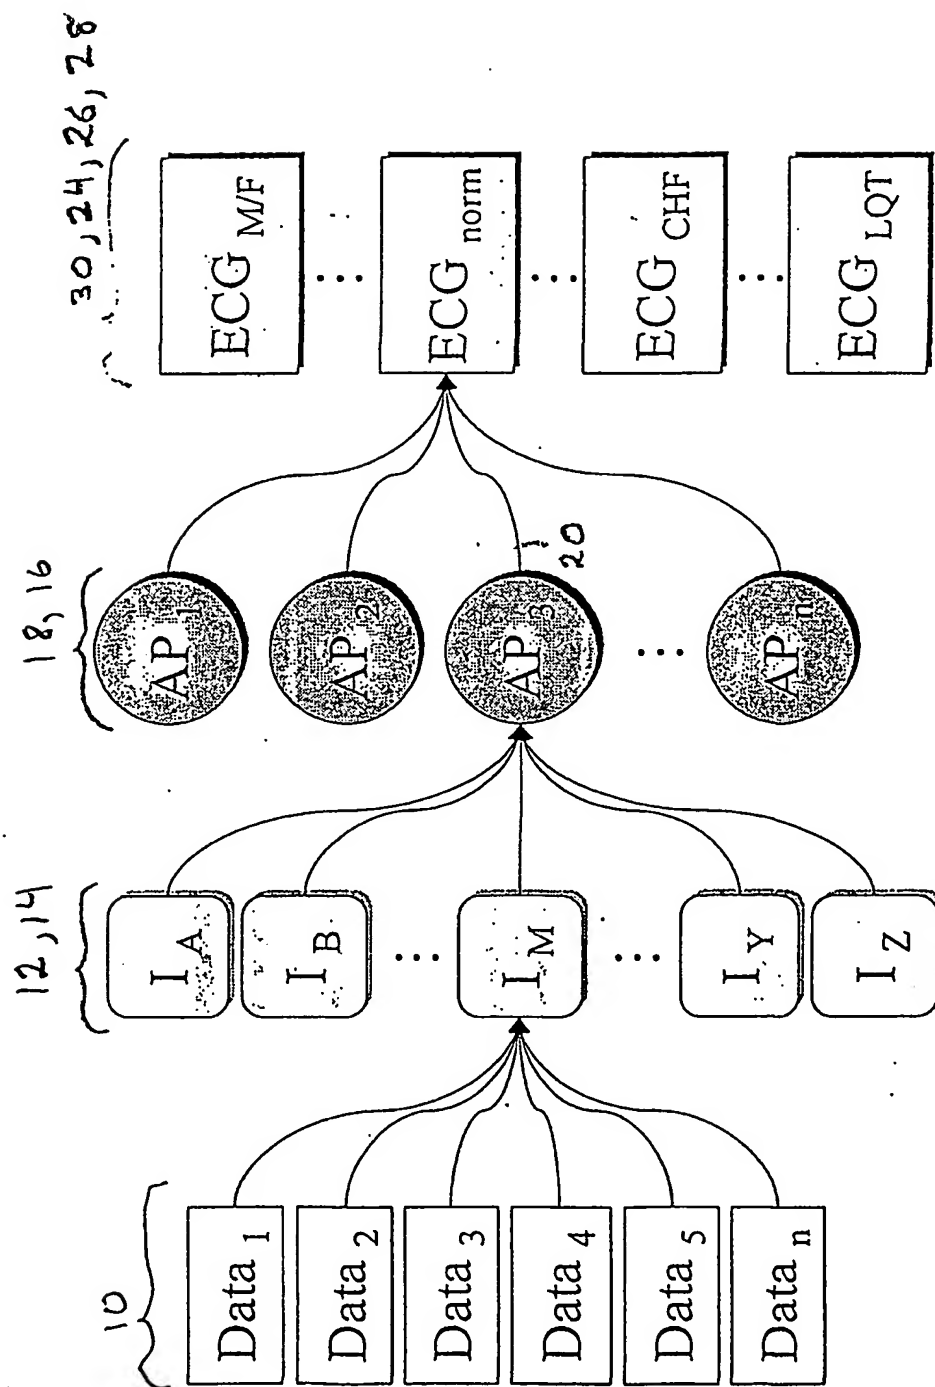 10
Data 1
Data 2
Data 3
Data 4
Data 5
Data n
12, 14
I A
I B
...
I M
...
I Y
I Z
18, 16
AP 1
AP 2
AP 3
...
AP n
20
30, 24, 26, 28
ECG M/F
...
ECG norm
...
ECG CHF
...
ECG LQT